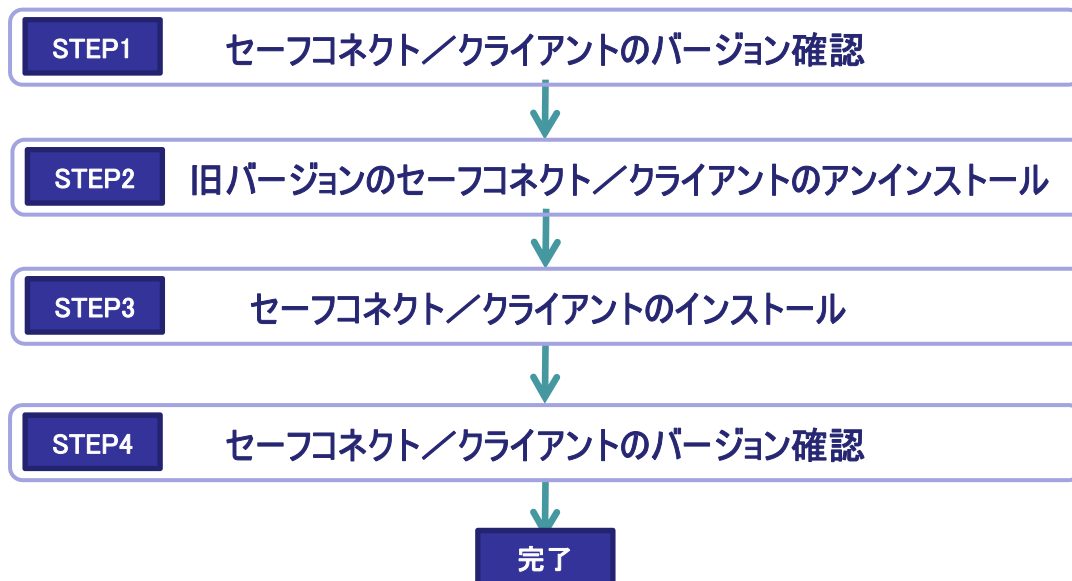 STEP1 セーフコネクト／クライアントのバージョン確認
STEP2 旧バージョンのセーフコネクト／クライアントのアンインストール
STEP3 セーフコネクト／クライアントのインストール
STEP4 セーフコネクト／クライアントのバージョン確認
完了